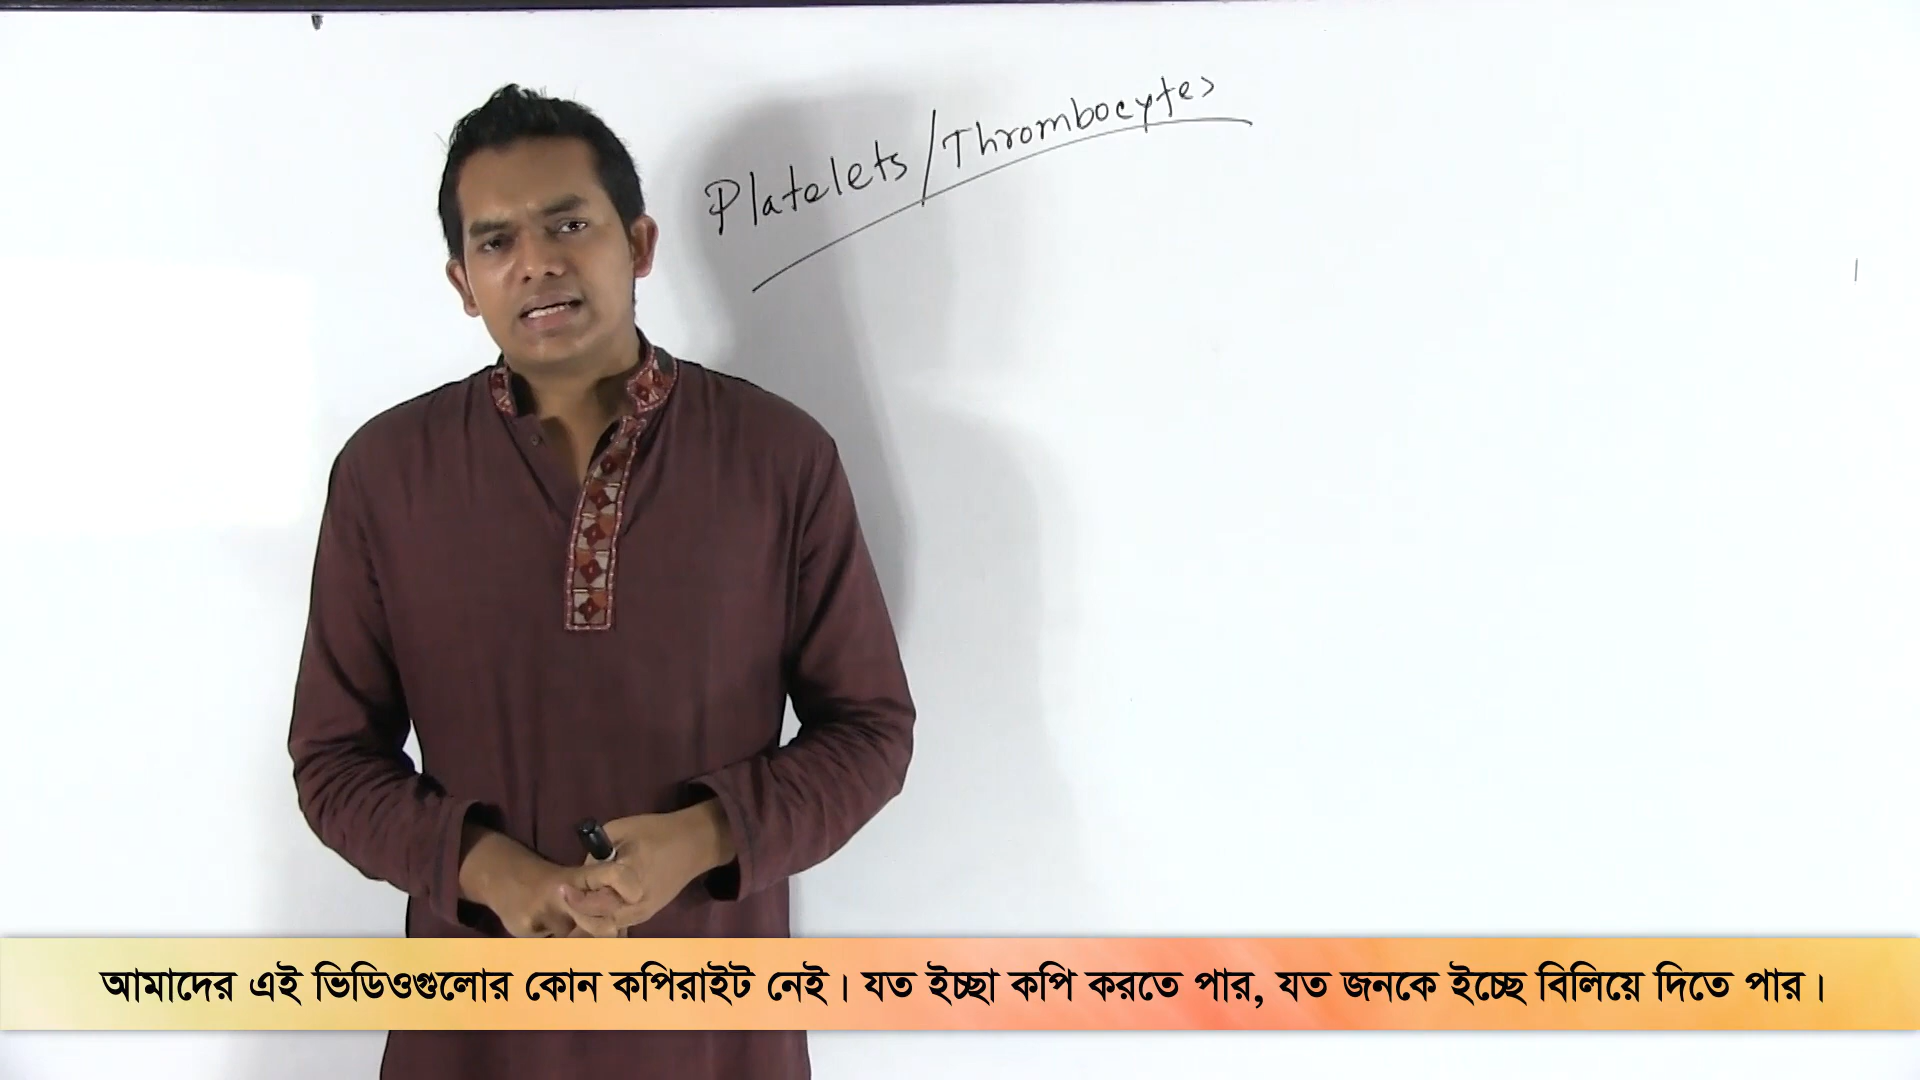 Platelets/Thrombocytes
আমাদের এই ভিডিওগুলোর কোন কপিরাইট নেই। যত ইচ্ছা কপি করতে পার, যত জনকে ইচ্ছে বিলিয়ে দিতে পার।